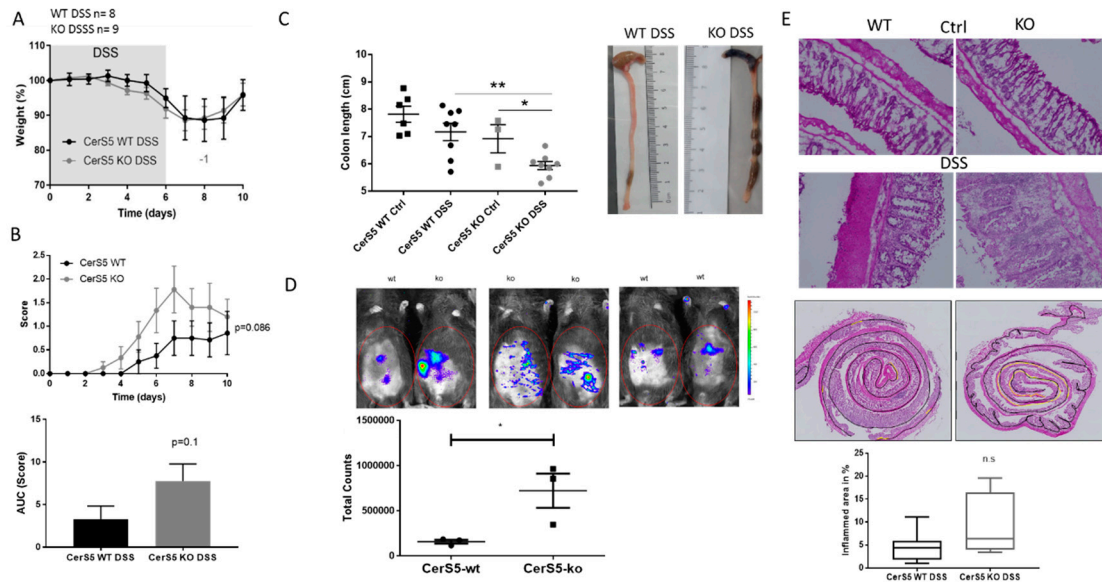 A
WT DSS n= 8
KO DSSS n= 9
DSS
Weight (%)
110
100
90
80
70
CerS5 WT DSS
CerS5 KO DSS
-1
0 2 4 6 8 10
Time (days)
B
CerS5 WT
CerS5 KO
Score
2.5
2.0
1.5
1.0
0.5
0.0
p=0.086
0 2 4 6 8 10
Time (days)
AUC (Score)
15
10
5
0
p=0.1
CerS5 WT DSS CerS5 KO DSS
C
Colon length (cm)
10
9
8
7
6
5
**
*
CerS5 WT Ctrl
CerS5 WT DSS
CerS5 KO Ctrl
CerS5 KO DSS
WT DSS KO DSS
D
wt ko ko ko wt wt
Total Counts
1500000
1000000
500000
0
*
CerS5-wt CerS5-ko
E
WT Ctrl KO
DSS
Inflammed area in %
25
20
15
10
5
0
n.s
CerS5 WT DSS CerS5 KO DSS